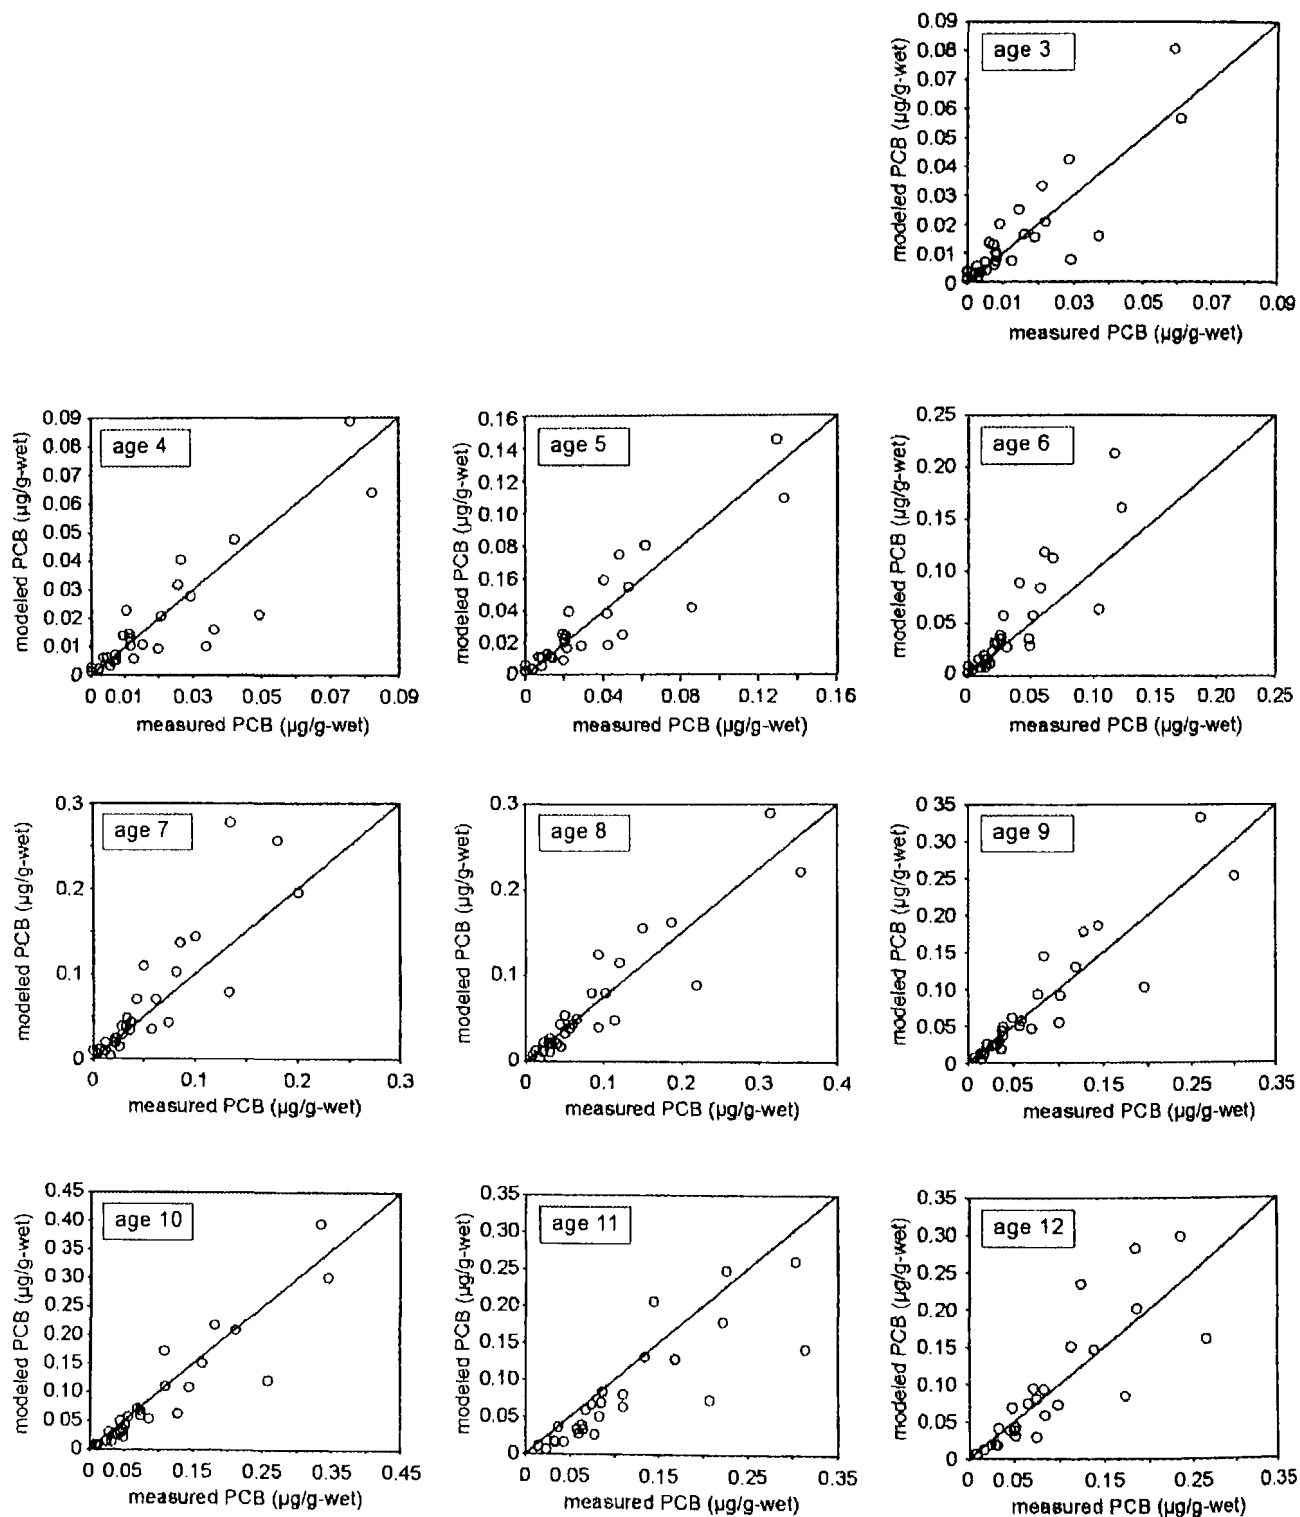 age 3
modeled PCB (µg/g-wet)
0.09
0.08
0.07
0.06
0.05
0.04
0.03
0.02
0.01
0
0 0.01 0.03 0.05 0.07 0.09
measured PCB (µg/g-wet)
age 4
modeled PCB (µg/g-wet)
0.09
0.08
0.07
0.06
0.05
0.04
0.03
0.02
0.01
0
0 0.01 0.03 0.05 0.07 0.09
measured PCB (µg/g-wet)
age 5
modeled PCB (µg/g-wet)
0.16
0.14
0.12
0.10
0.08
0.16
0.04
0.02
0
0 0.04 0.06 0.13 0.16
measured PCB (µg/g-wet)
age 6
modeled PCB (µg/g-wet)
0.25
0.20
0.15
0.10
0.05
0
0 0.05 0.10 0.15 0.20 0.25
measured PCB (µg/g-wet)
age 7
modeled PCB (µg/g-wet)
0.3
0.2
0.1
0
0 0.1 0.2 0.3
measured PCB (µg/g-wet)
age 8
modeled PCB (µg/g-wet)
0.3
0.2
0.1
0
0 0.1 0.2 0.3 0.4
measured PCB (µg/g-wet)
age 9
modeled PCB (µg/g-wet)
0.35
0.30
0.25
0.20
0.15
0.10
0.05
0
0 0.05 0.15 0.25 0.35
measured PCB (µg/g-wet)
age 10
modeled PCB (µg/g-wet)
0.45
0.40
0.35
0.30
0.25
0.20
0.15
0.10
0.05
0
0 0.05 0.15 0.25 0.35 0.45
measured PCB (µg/g-wet)
age 11
modeled PCB (µg/g-wet)
0.35
0.30
0.25
0.20
0.15
0.10
0.05
0
0 0.05 0.15 0.25 0.35
measured PCB (µg/g-wet)
age 12
modeled PCB (µg/g-wet)
0.35
0.30
0.25
0.20
0.15
0.10
0.05
0
0 0.05 0.15 0.25 0.35
measured PCB (µg/g-wet)